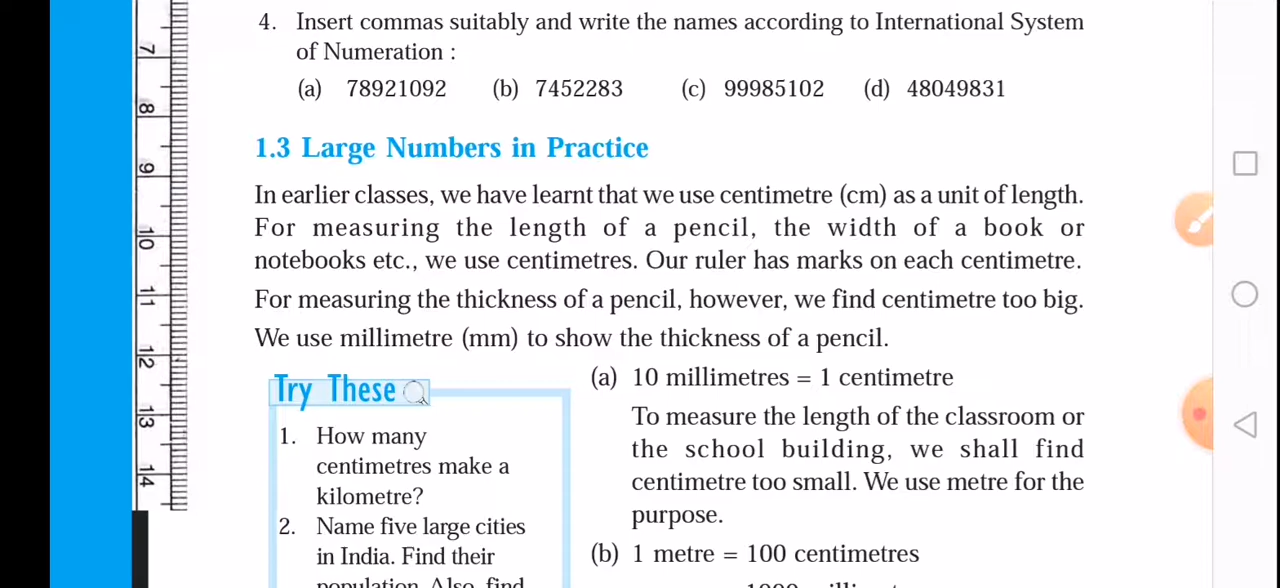 4. Insert commas suitably and write the names according to International System
of Numeration :
(a) 78921092 (b) 7452283 (c) 99985102 (d) 48049831
7
8
9
10
11
12
13
14
1.3 Large Numbers in Practice
In earlier classes, we have learnt that we use centimetre (cm) as a unit of length.
For measuring the length of a pencil, the width of a book or
notebooks etc., we use centimetres. Our ruler has marks on each centimetre.
For measuring the thickness of a pencil, however, we find centimetre too big.
We use millimetre (mm) to show the thickness of a pencil.
Try These
1. How many
centimetres make a
kilometre?
2. Name five large cities
in India. Find their
population. Also, find
(a) 10 millimetres = 1 centimetre
To measure the length of the classroom or
the school building, we shall find
centimetre too small. We use metre for the
purpose.
(b) 1 metre = 100 centimetres